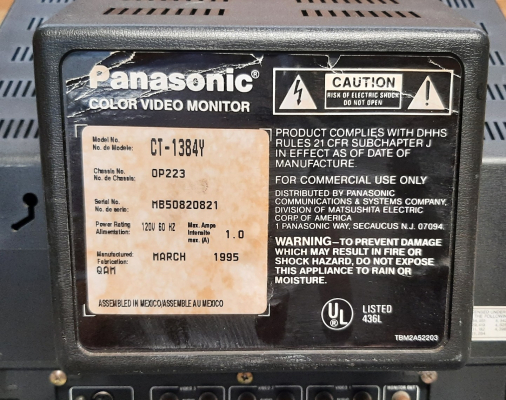 Panasonic®
COLOR VIDEO MONITOR
CAUTION
RISK OF ELECTRIC SHOCK
DO NOT OPEN
Model No.
No. de Modele: CT-1384Y
Chassis No.
No. de Chassis: OP223
Serial No.
No. de serie: MB50820821
Power Rating
Alimentation: 120V 60 HZ Max. Amps
Intensite
max. (A) 1.0
Manufactured:
Fabrication: MARCH 1995
QAM
ASSEMBLED IN MEXICO/ASSEMBLE AU MEXICO
PRODUCT COMPLIES WITH DHHS
RULES 21 CFR SUBCHAPTER J
IN EFFECT AS OF DATE OF
MANUFACTURE.
FOR COMMERCIAL USE ONLY
DISTRIBUTED BY PANASONIC
COMMUNICATIONS & SYSTEMS COMPANY,
DIVISION OF MATSUSHITA ELECTRIC
CORP OF AMERICA
1 PANASONIC WAY, SECAUCUS N.J. 07094.
WARNING–TO PREVENT DAMAGE
WHICH MAY RESULT IN FIRE OR
SHOCK HAZARD, DO NOT EXPOSE
THIS APPLIANCE TO RAIN OR
MOISTURE.
UL LISTED
436L
TBM2A52203